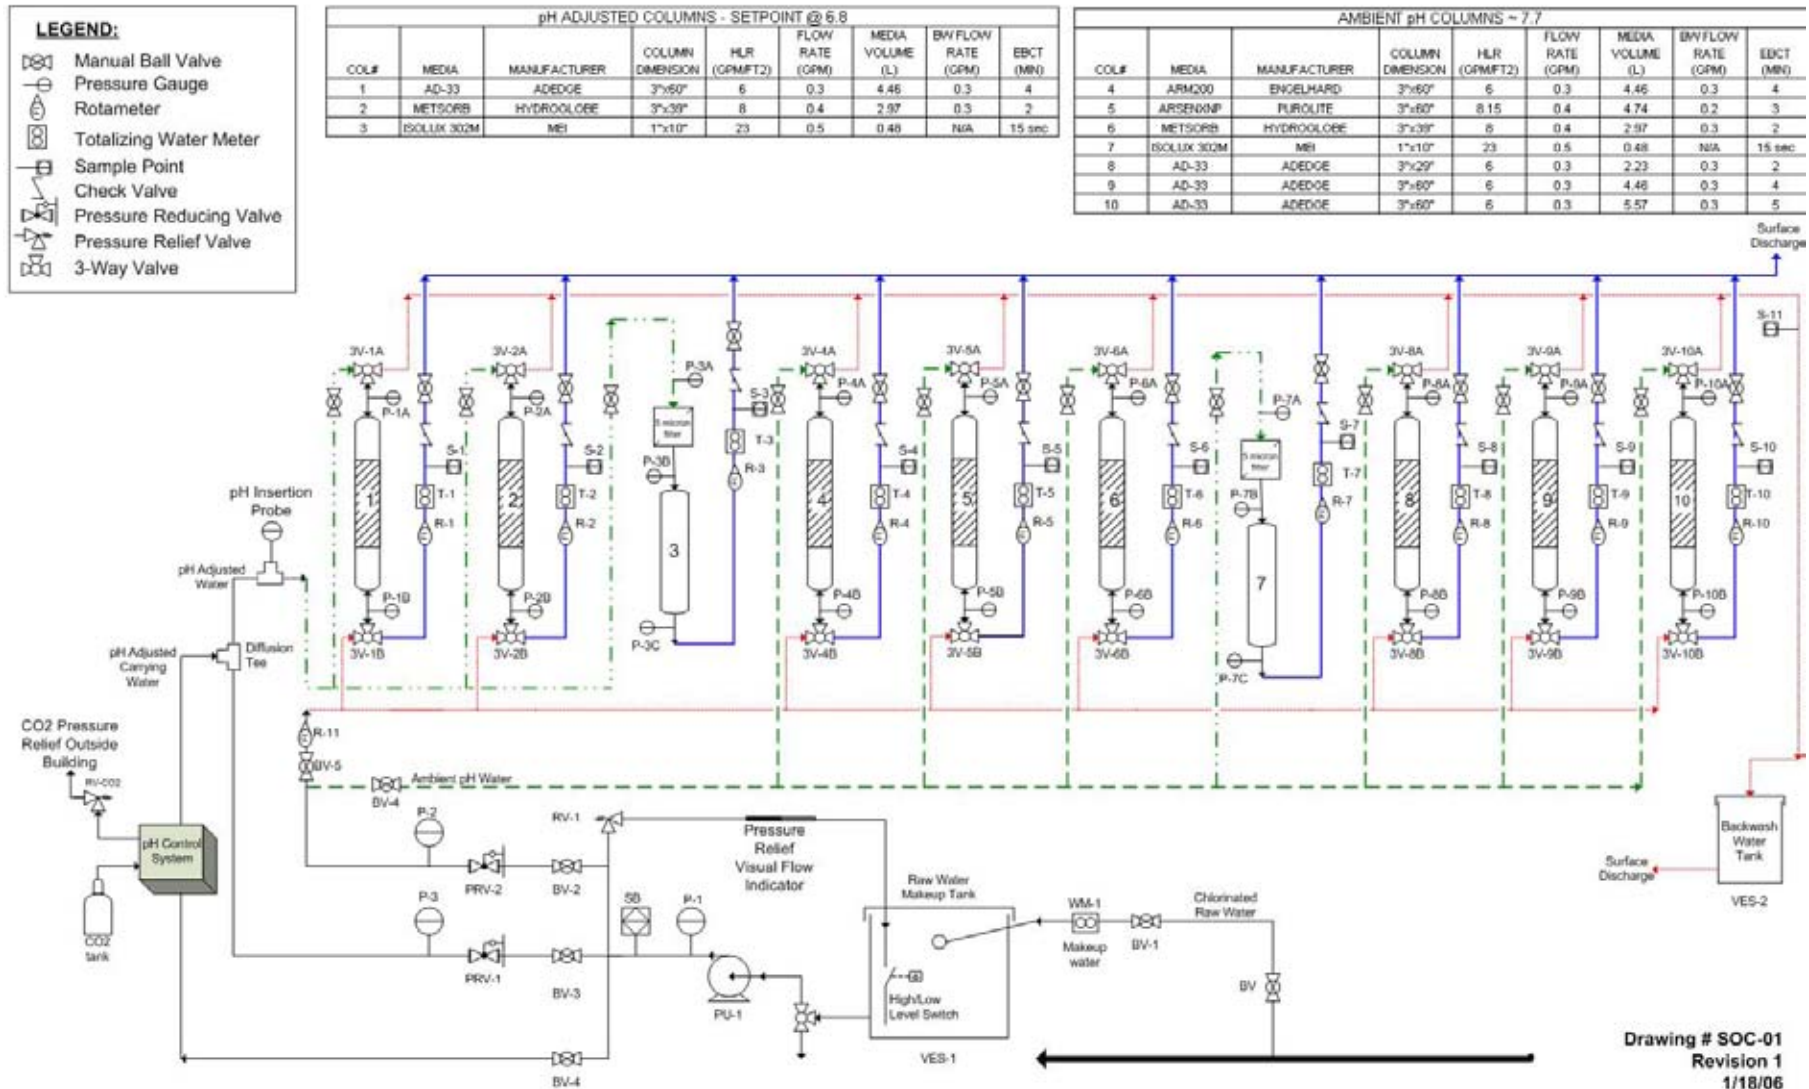 LEGEND:
Manual Ball Valve
Pressure Gauge
Rotameter
Totalizing Water Meter
Sample Point
Check Valve
Pressure Reducing Valve
Pressure Relief Valve
3-Way Valve
pH ADJUSTED COLUMNS - SETPOINT @ 6.8
COL# MEDIA MANUFACTURER COLUMN DIMENSION HLR (GPM/FT2) FLOW RATE (GPM) MEDIA VOLUME (L) BW FLOW RATE (GPM) EBCT (MIN)
1 AD-33 ADEDGE 3"x60" 6 0.3 4.46 0.3 4
2 METSORB HYDROGLOBE 3"x39" 8 0.4 2.97 0.3 2
3 ISOLUX 302M MEI 1"x10" 23 0.5 0.48 N/A 15 sec
AMBIENT pH COLUMNS ~ 7.7
COL# MEDIA MANUFACTURER COLUMN DIMENSION HLR (GPM/FT2) FLOW RATE (GPM) MEDIA VOLUME (L) BW FLOW RATE (GPM) EBCT (MIN)
4 ARM200 ENGELHARD 3"x60" 6 0.3 4.46 0.3 4
5 ARSENXNP PUROLITE 3"x60" 8.15 0.4 4.74 0.2 3
6 METSORB HYDROGLOBE 3"x39" 8 0.4 2.97 0.3 2
7 ISOLUX 302M MEI 1"x10" 23 0.5 0.48 N/A 15 sec
8 AD-33 ADEDGE 3"x29" 6 0.3 2.23 0.3 2
9 AD-33 ADEDGE 3"x60" 6 0.3 4.46 0.3 4
10 AD-33 ADEDGE 3"x60" 6 0.3 5.57 0.3 5
Surface
Discharge
S-11
3V-1A 3V-2A P-3A 3V-4A 3V-5A 3V-6A P-7A 3V-8A 3V-9A 3V-10A
P-1A P-2A S-3 P-4A P-5A P-6A P-8A P-9A P-10A
5 micron
filter
T-3
R-3
P-3B
S-1 S-2 S-4 S-5 S-6 S-7 S-8 S-9 S-10
5 micron
filter
T-7
R-7
P-7B
T-1 T-2 T-4 T-5 T-6 T-8 T-9 T-10
R-1 R-2 R-4 R-5 R-6 R-8 R-9 R-10
1 2 3 4 5 6 7 8 9 10
P-1B P-2B P-3C P-4B P-5B P-6B P-7C P-8B P-9B P-10B
3V-1B 3V-2B 3V-4B 3V-5B 3V-6B 3V-8B 3V-9B 3V-10B
pH Insertion
Probe
pH Adjusted
Water
pH Adjusted
Carrying
Water
Diffusion
Tee
CO2 Pressure
Relief Outside
Building
RV-CO2
pH Control
System
CO2
tank
R-11
BV-5
BV-4
Ambient pH Water
P-2
PRV-2
BV-2
RV-1
Pressure
Relief
Visual Flow
Indicator
P-3
PRV-1
BV-3
SB
P-1
PU-1
BV-4
Raw Water
Makeup Tank
High/Low
Level Switch
VES-1
WM-1
Makeup
water
Chlorinated
Raw Water
BV-1
BV
Backwash
Water
Tank
VES-2
Surface
Discharge
Drawing # SOC-01
Revision 1
1/18/06